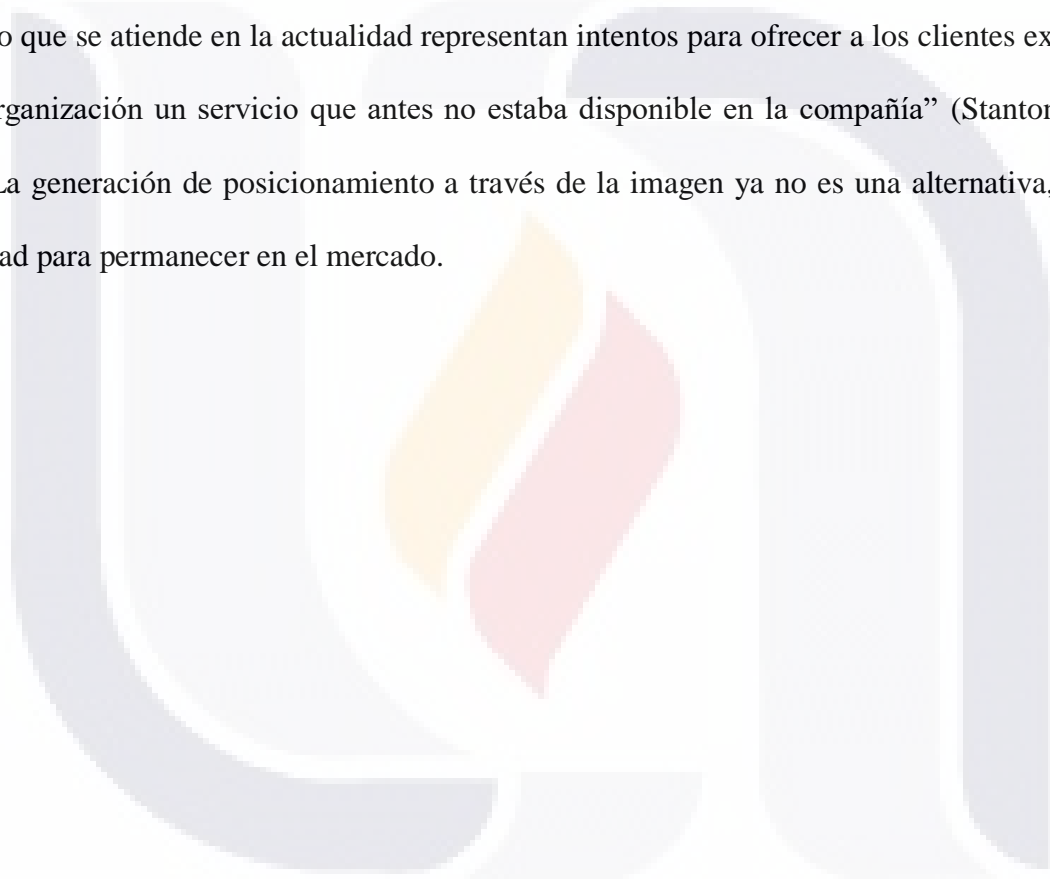 o que se atiende en la actualidad representan intentos para ofrecer a los clientes ex
rganización un servicio que antes no estaba disponible en la compañía” (Stanton
La generación de posicionamiento a través de la imagen ya no es una alternativa,
ad para permanecer en el mercado.